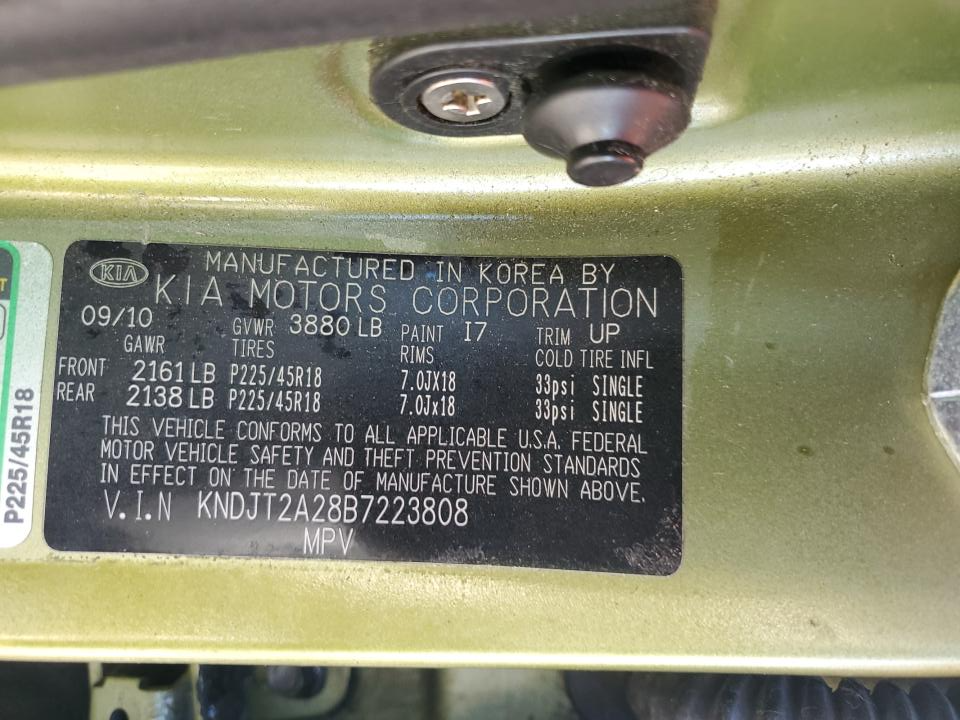 KIA
MANUFACTURED IN KOREA BY
KIA MOTORS CORPORATION
09/10 GVWR 3880 LB PAINT I7 TRIM UP
GAWR TIRES RIMS COLD TIRE INFL
FRONT 2161 LB P225/45R18 7.0JX18 33psi SINGLE
REAR 2138 LB P225/45R18 7.0Jx18 33psi SINGLE
THIS VEHICLE CONFORMS TO ALL APPLICABLE U.S.A. FEDERAL
MOTOR VEHICLE SAFETY AND THEFT PREVENTION STANDARDS
IN EFFECT ON THE DATE OF MANUFACTURE SHOWN ABOVE.
V.I.N KNDJT2A28B7223808
MPV
P225/45R18